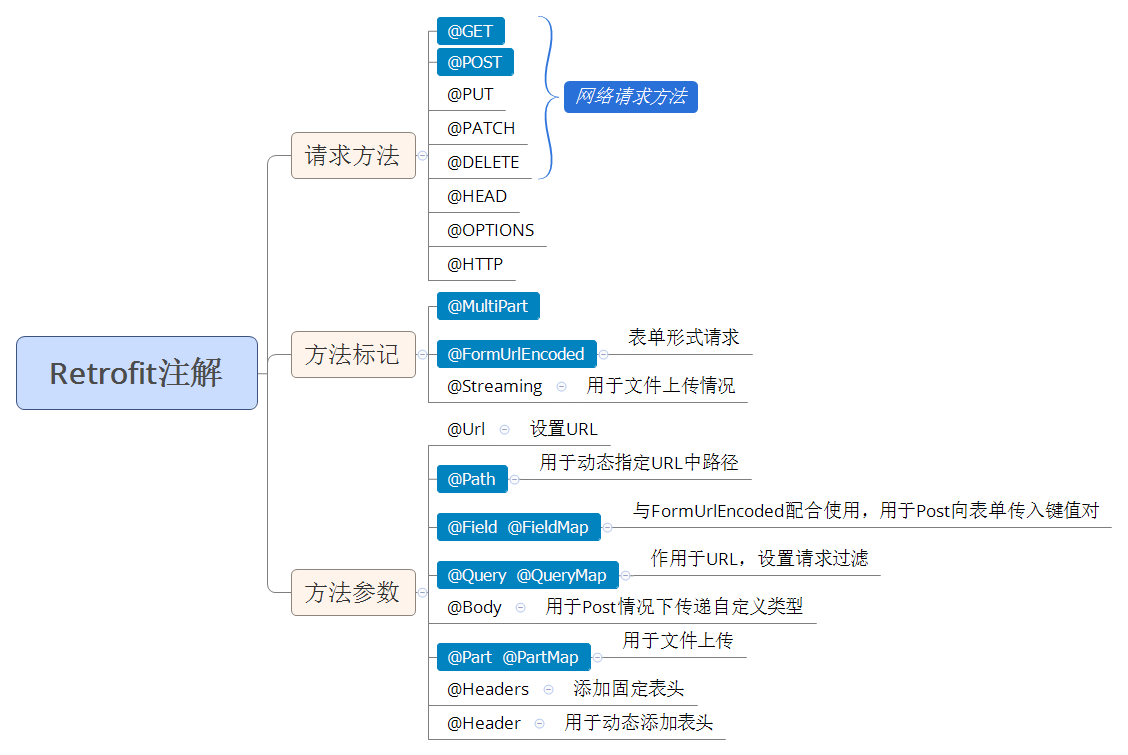 Retrofit注解
请求方法
@GET
@POST
@PUT
@PATCH
@DELETE
@HEAD
@OPTIONS
@HTTP
网络请求方法
方法标记
@MultiPart
@FormUrlEncoded
表单形式请求
@Streaming
用于文件上传情况
方法参数
@Url
设置URL
@Path
用于动态指定URL中路径
@Field @FieldMap
与FormUrlEncoded配合使用，用于Post向表单传入键值对
@Query @QueryMap
作用于URL，设置请求过滤
@Body
用于Post情况下传递自定义类型
@Part @PartMap
用于文件上传
@Headers
添加固定表头
@Header
用于动态添加表头